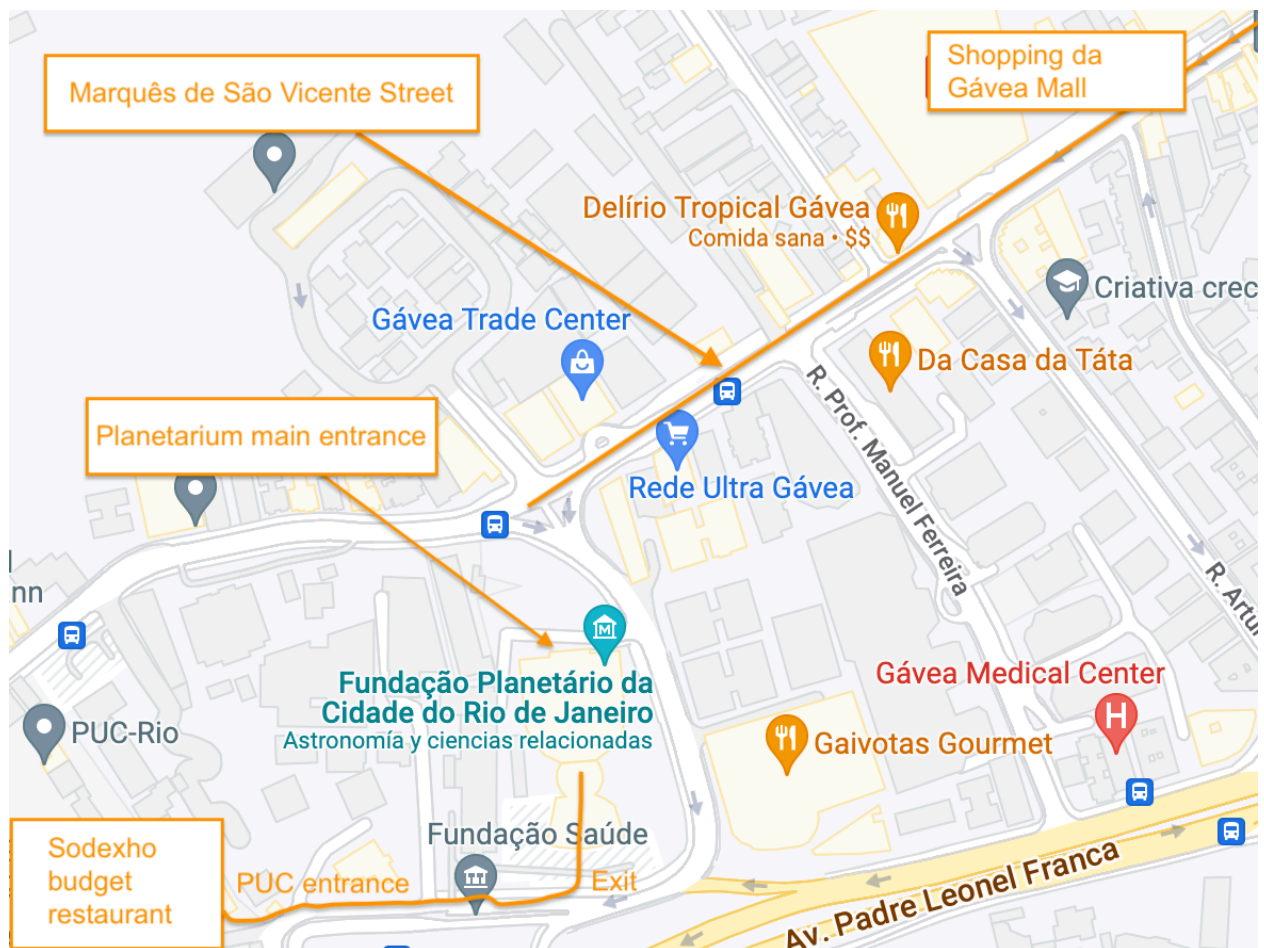 Shopping da
Gávea Mall
Marquês de São Vicente Street
Delírio Tropical Gávea
Comida sana • $$
Criativa crec
Gávea Trade Center
Da Casa da Táta
R. Prof. Manuel Ferreira
Planetarium main entrance
Rede Ultra Gávea
nn
R. Artu
Gávea Medical Center
H
M
Fundação Planetário da
Cidade do Rio de Janeiro
Astronomía y ciencias relacionadas
PUC-Rio
Gaivotas Gourmet
Fundação Saúde
Sodexho
budget
restaurant
PUC entrance
Exit
Av. Padre Leonel Franca